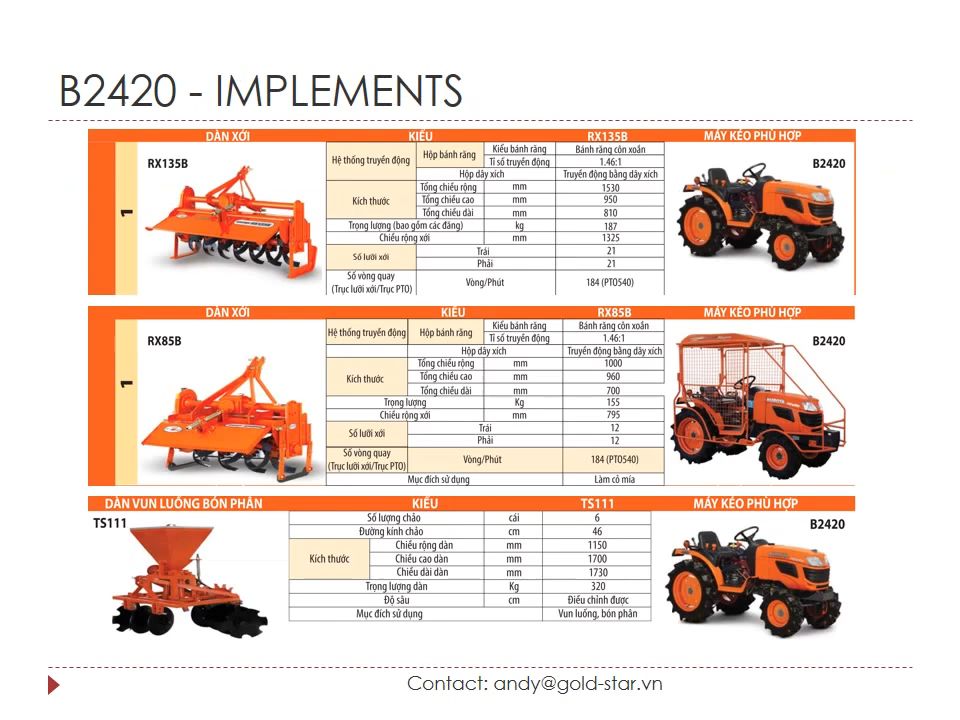 B2420 - IMPLEMENTS
DÀN XỚI KIỂU RX135B MÁY KÉO PHÙ HỢP
1
RX135B
Hệ thống truyền động Hộp bánh răng Kiểu bánh răng Bánh răng côn xoắn
Tỉ số truyền động 1.46:1
Hộp dây xích Truyền động bằng dây xích
Kích thước Tổng chiều rộng mm 1530
Tổng chiều cao mm 950
Tổng chiều dài mm 810
Trọng lượng (bao gồm các đăng) kg 187
Chiều rộng xới mm 1325
Số lưỡi xới Trái 21
Phải 21
Số vòng quay
(Trục lưỡi xới/Trục PTO) Vòng/Phút 184 (PTO540)
B2420
DÀN XỚI KIỂU RX85B MÁY KÉO PHÙ HỢP
1
RX85B
Hệ thống truyền động Hộp bánh răng Kiểu bánh răng Bánh răng côn xoắn
Tỉ số truyền động 1.46:1
Hộp dây xích Truyền động bằng dây xích
Kích thước Tổng chiều rộng mm 1000
Tổng chiều cao mm 960
Tổng chiều dài mm 700
Trọng lượng Kg 155
Chiều rộng xới mm 795
Số lưỡi xới Trái 12
Phải 12
Số vòng quay
(Trục lưỡi xới/Trục PTO) Vòng/Phút 184 (PTO540)
Mục đích sử dụng Làm cỏ mía
B2420
DÀN VUN LUỐNG BÓN PHÂN KIỂU TS111 MÁY KÉO PHÙ HỢP
TS111
Số lượng chảo cái 6
Đường kính chảo cm 46
Kích thước Chiều rộng dàn mm 1150
Chiều cao dàn mm 1700
Chiều dài dàn mm 1730
Trọng lượng dàn Kg 320
Độ sâu cm Điều chỉnh được
Mục đích sử dụng Vun luống, bón phân
B2420
Contact: andy@gold-star.vn